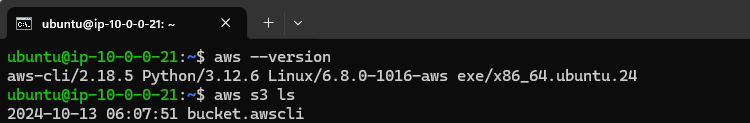 ubuntu@ip-10-0-0-21: ~
ubuntu@ip-10-0-0-21:~$ aws --version
aws-cli/2.18.5 Python/3.12.6 Linux/6.8.0-1016-aws exe/x86_64.ubuntu.24
ubuntu@ip-10-0-0-21:~$ aws s3 ls
2024-10-13 06:07:51 bucket.awscli